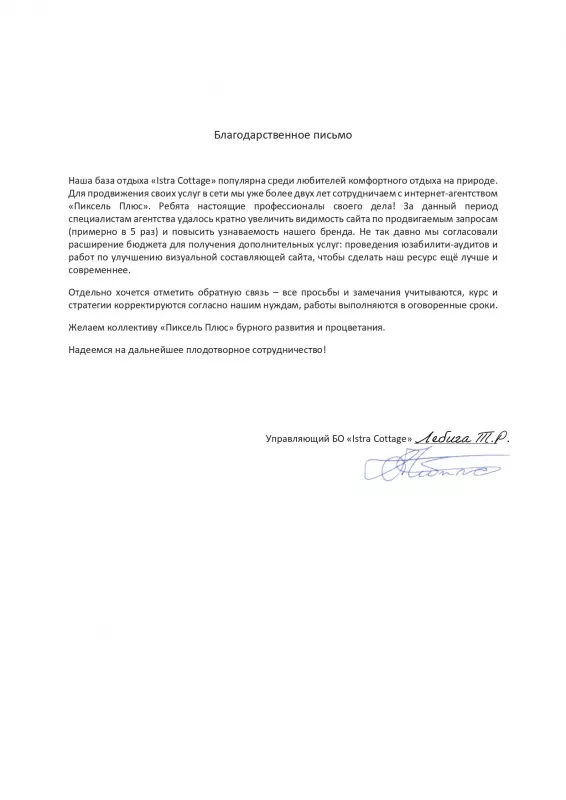 Благодарственное письмо
Наша база отдыха «Istra Cottage» популярна среди любителей комфортного отдыха на природе.
Для продвижения своих услуг в сети мы уже более двух лет сотрудничаем с интернет-агентством
«Пиксель Плюс». Ребята настоящие профессионалы своего дела! За данный период
специалистам агентства удалось кратно увеличить видимость сайта по продвигаемым запросам
(примерно в 5 раз) и повысить узнаваемость нашего бренда. Не так давно мы согласовали
расширение бюджета для получения дополнительных услуг: проведения юзабилити-аудитов и
работ по улучшению визуальной составляющей сайта, чтобы сделать наш ресурс ещё лучше и
современнее.
Отдельно хочется отметить обратную связь – все просьбы и замечания учитываются, курс и
стратегии корректируются согласно нашим нуждам, работы выполняются в оговоренные сроки.
Желаем коллективу «Пиксель Плюс» бурного развития и процветания.
Надеемся на дальнейшее плодотворное сотрудничество!
Управляющий БО «Istra Cottage» Лебига Т.Р.